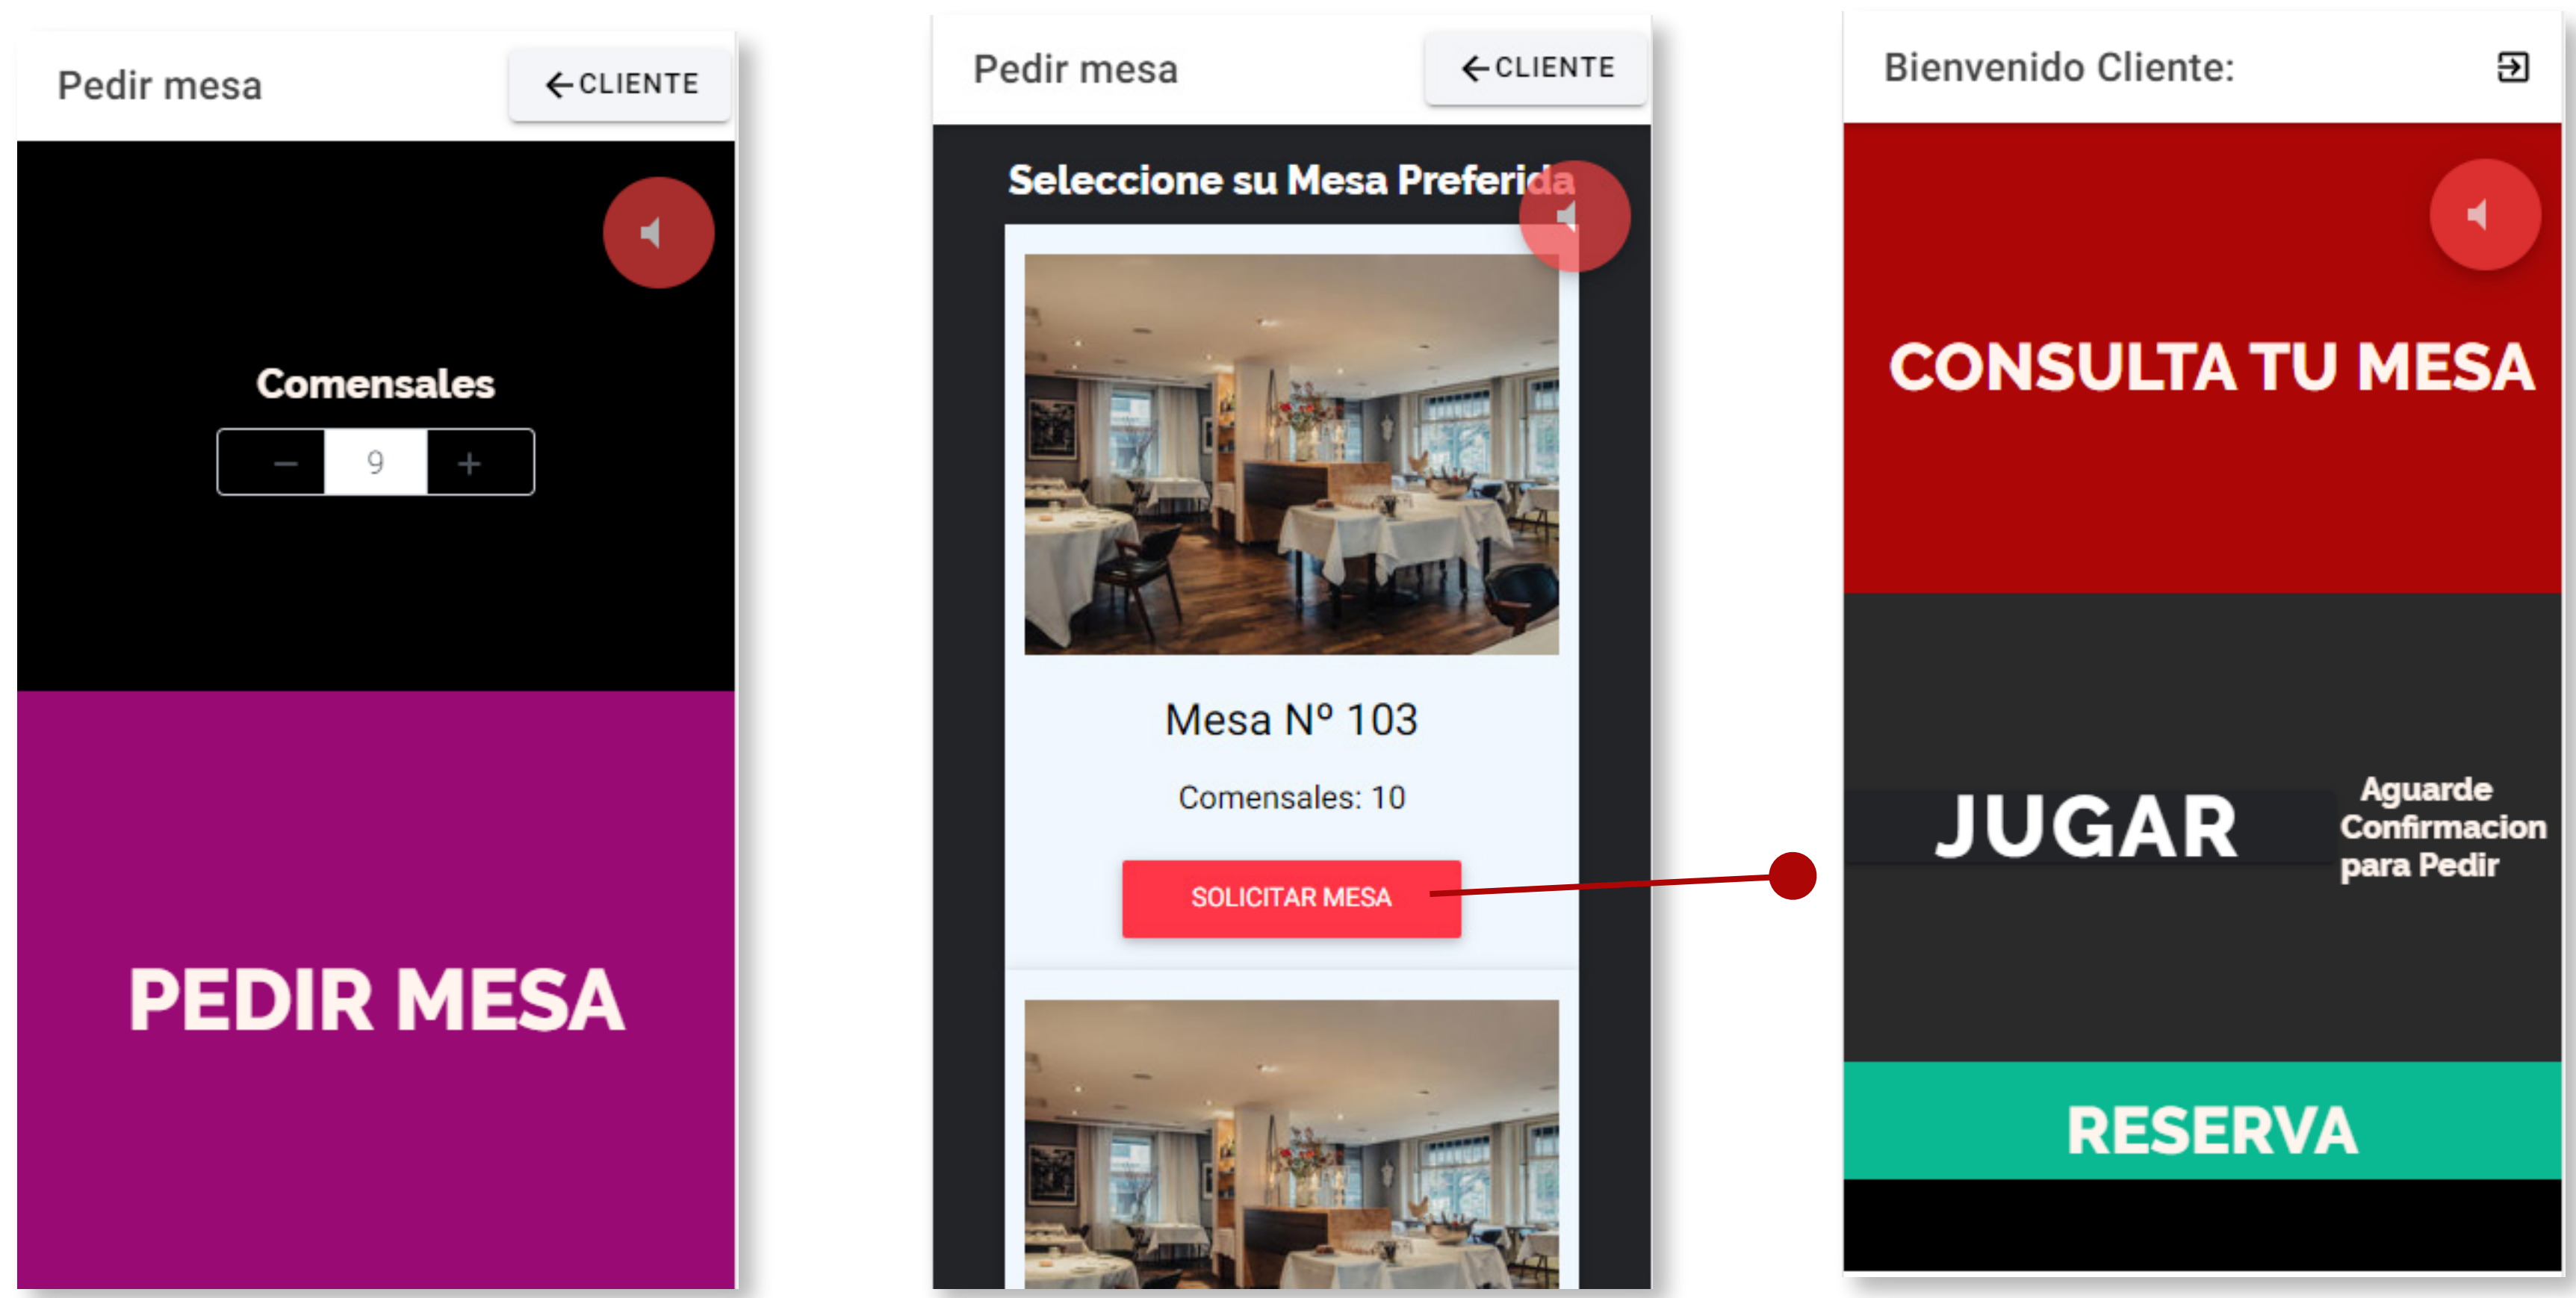 Pedir mesa
←CLIENTE
Comensales
− 9 +
PEDIR MESA
Pedir mesa
←CLIENTE
Seleccione su Mesa Preferida
Mesa Nº 103
Comensales: 10
SOLICITAR MESA
Bienvenido Cliente:
CONSULTA TU MESA
JUGAR
Aguarde
Confirmacion
para Pedir
RESERVA